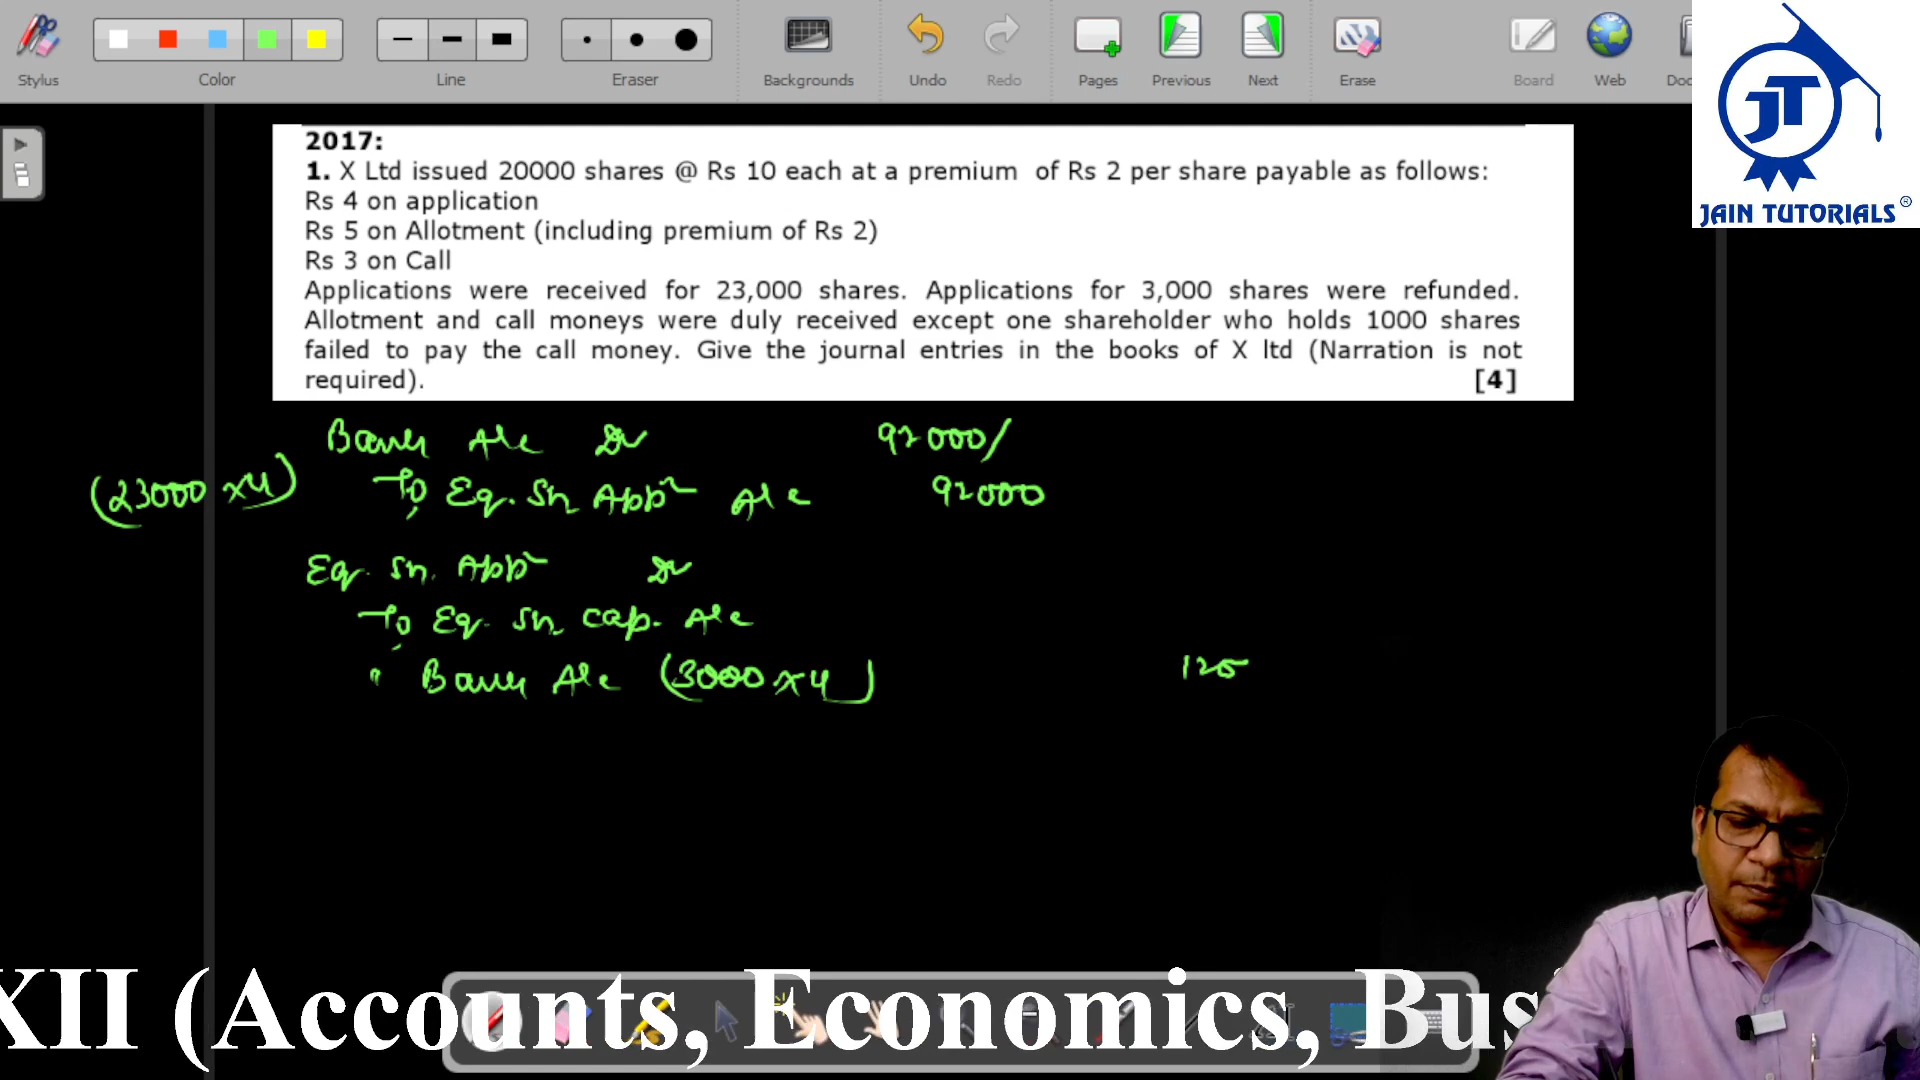 Stylus
Color
Line
Eraser
Backgrounds
Undo
Redo
Pages
Previous
Next
Erase
Board
Web
JT
JAIN TUTORIALS®
2017:
1. X Ltd issued 20000 shares @ Rs 10 each at a premium of Rs 2 per share payable as follows:
Rs 4 on application
Rs 5 on Allotment (including premium of Rs 2)
Rs 3 on Call
Applications were received for 23,000 shares. Applications for 3,000 shares were refunded.
Allotment and call moneys were duly received except one shareholder who holds 1000 shares
failed to pay the call money. Give the journal entries in the books of X ltd (Narration is not
required). [4]
Bank A/c Dr 92000/
(23000 x4) To Eq. Sh App A/c 92000
Eq. Sh. App Dr
To Eq. Sh cap. A/c
" Bank A/c (3000 x 4) 120
XII (Accounts, Economics, Bus